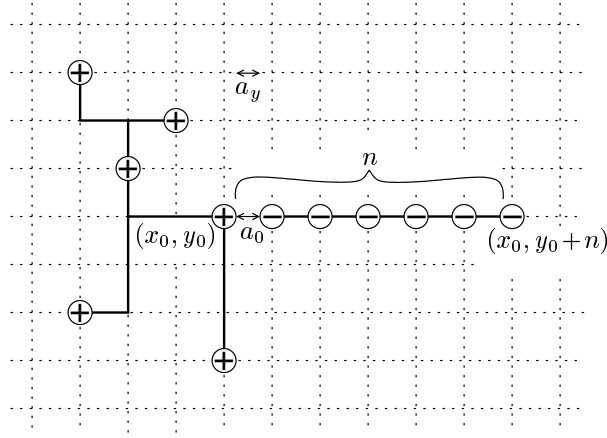 a_y
n
(x_0, y_0)
a_0
(x_0, y_0+n)